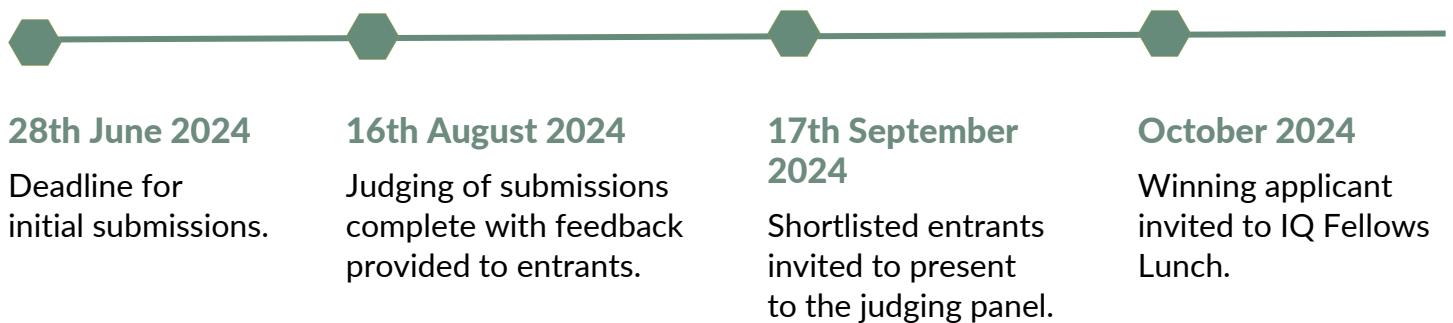 28th June 2024
Deadline for
initial submissions.
16th August 2024
Judging of submissions
complete with feedback
provided to entrants.
17th September
2024
Shortlisted entrants
invited to present
to the judging panel.
October 2024
Winning applicant
invited to IQ Fellows
Lunch.